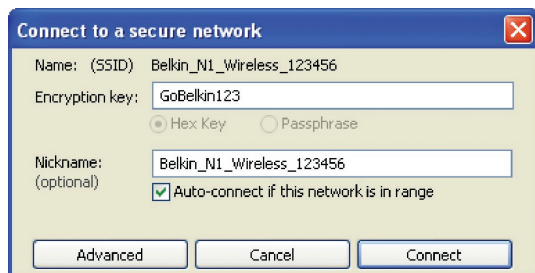 Connect to a secure network
Name: (SSID) Belkin_N1_Wireless_123456
Encryption key: GoBelkin123
Hex Key Passphrase
Nickname: Belkin_N1_Wireless_123456
(optional)
Auto-connect if this network is in range
Advanced Cancel Connect